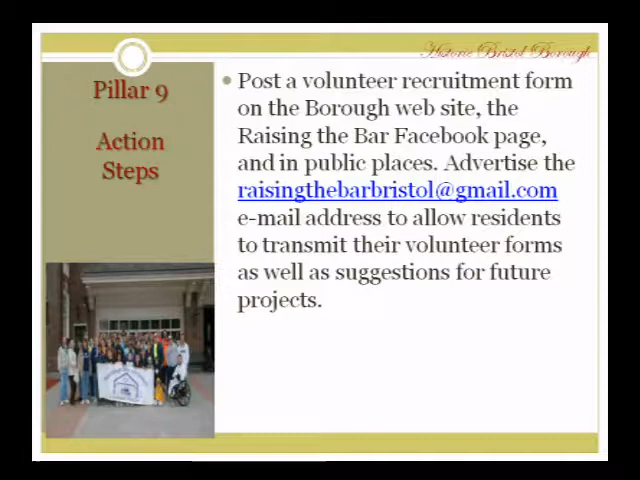 Historic Bristol Borough
Pillar 9
Action
Steps
Post a volunteer recruitment form
on the Borough web site, the
Raising the Bar Facebook page,
and in public places. Advertise the
raisingthebarbristol@gmail.com
e-mail address to allow residents
to transmit their volunteer forms
as well as suggestions for future
projects.